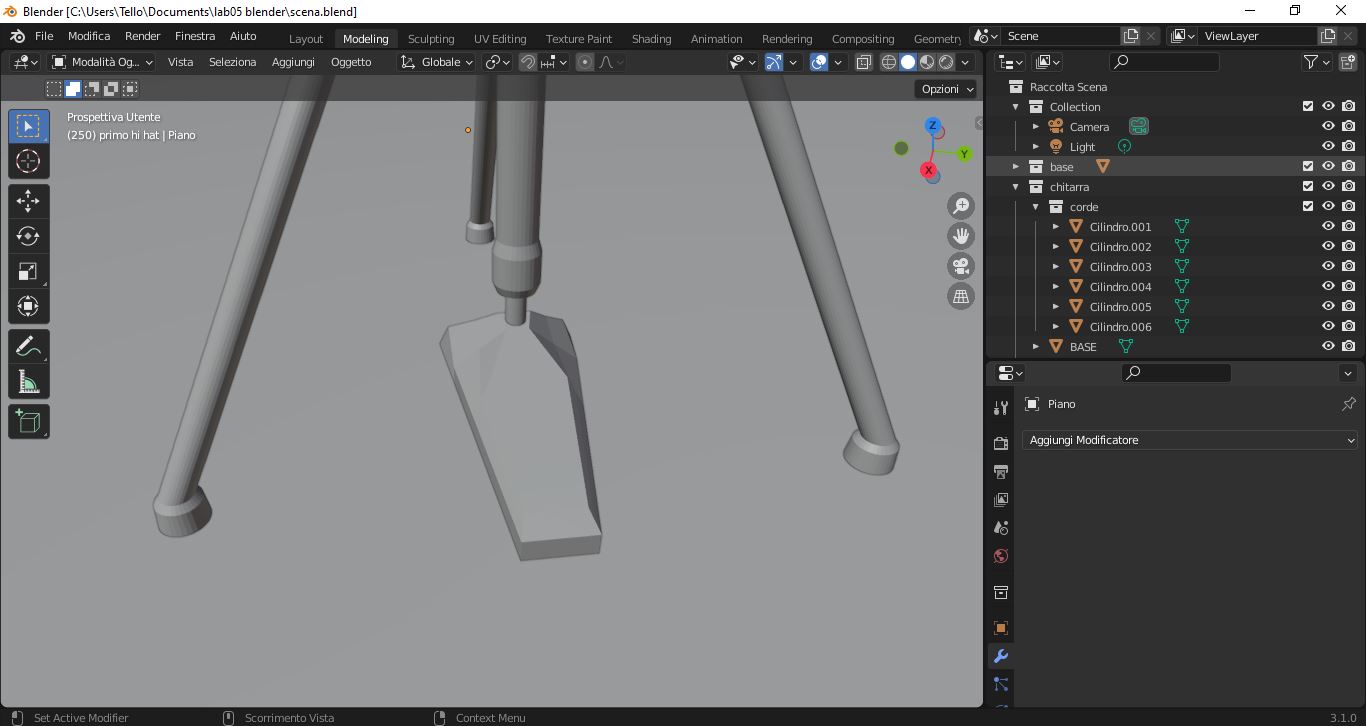 Blender [C:\Users\Tello\Documents\lab05 blender\scena.blend]
File Modifica Render Finestra Aiuto Layout Modeling Sculpting UV Editing Texture Paint Shading Animation Rendering Compositing Geometry Scene ViewLayer
Modalità Og... Vista Seleziona Aggiungi Oggetto Globale
Opzioni
Prospettiva Utente
(250) primo hi hat | Piano
Z
Y
X
Raccolta Scena
Collection
Camera
Light
base
chitarra
corde
Cilindro.001
Cilindro.002
Cilindro.003
Cilindro.004
Cilindro.005
Cilindro.006
BASE
Piano
Aggiungi Modificatore
Set Active Modifier Scorrimento Vista Context Menu 3.1.0